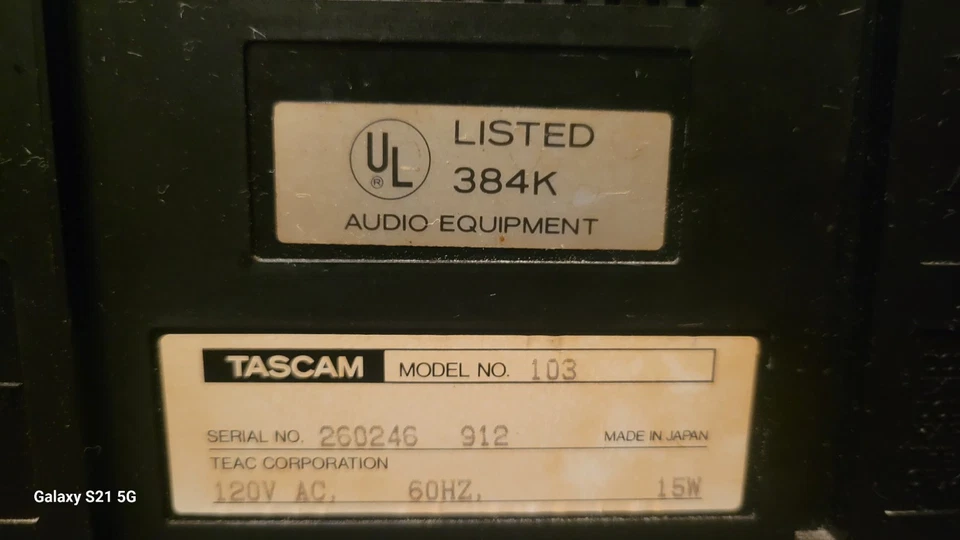 UL® LISTED
384K
AUDIO EQUIPMENT
TASCAM MODEL NO. 103
SERIAL NO. 260246 912 MADE IN JAPAN
TEAC CORPORATION
120V AC, 60HZ, 15W
Galaxy S21 5G